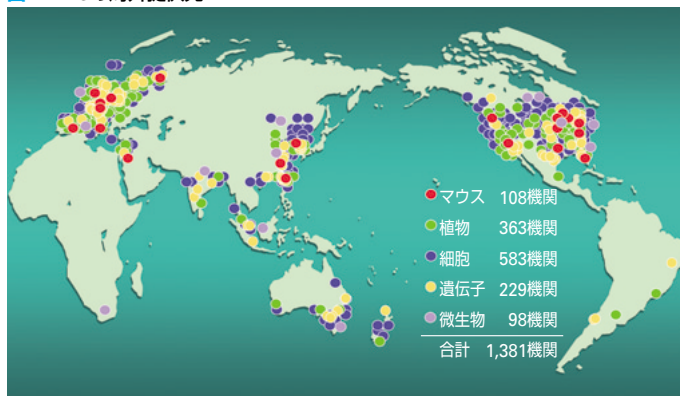 マウス 108機関
植物 363機関
細胞 583機関
遺伝子 229機関
微生物 98機関
合計 1,381機関